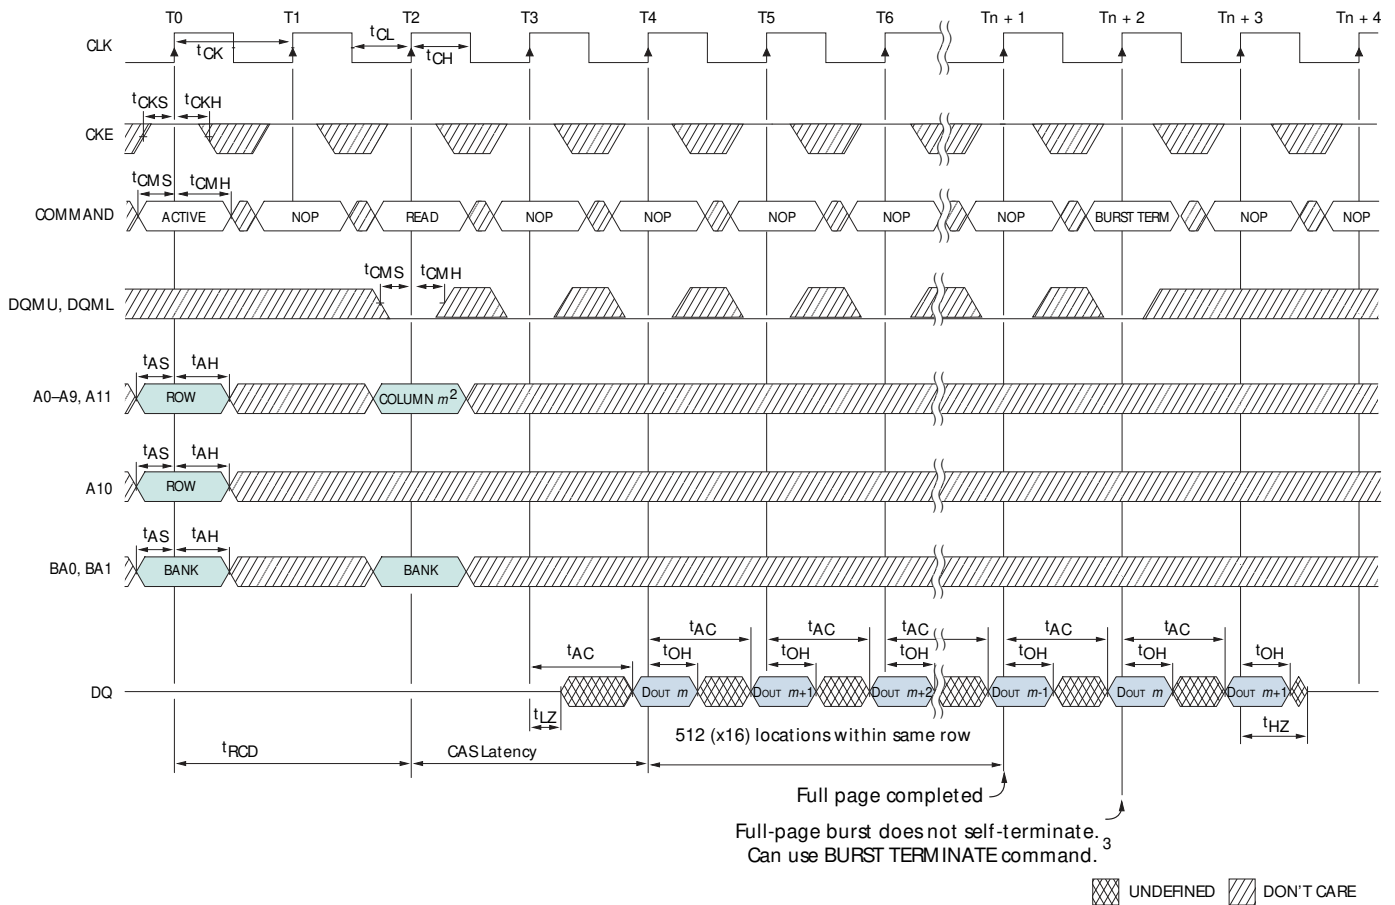 T0 T1 T2 T3 T4 T5 T6 Tn + 1 Tn + 2 Tn + 3 Tn + 4
CLK tCK tCL tCH
tCKS tCKH
CKE
tCMS tCMH
COMMAND ACTIVE NOP READ NOP NOP NOP NOP NOP BURST TERM NOP NOP
tCMS tCMH
DQMU, DQML
tAS tAH
A0–A9, A11 ROW COLUMN m2
tAS tAH
A10 ROW
tAS tAH
BA0, BA1 BANK BANK
tAC tAC tAC tAC tAC tAC
tOH tOH tOH tOH tOH tOH
DQ DOUT m DOUT m+1 DOUT m+2 DOUT m-1 DOUT m DOUT m+1
tLZ tHZ
512 (x16) locations within same row
tRCD CAS Latency
Full page completed
Full-page burst does not self-terminate.
Can use BURST TERMINATE command. 3
UNDEFINED DON'T CARE